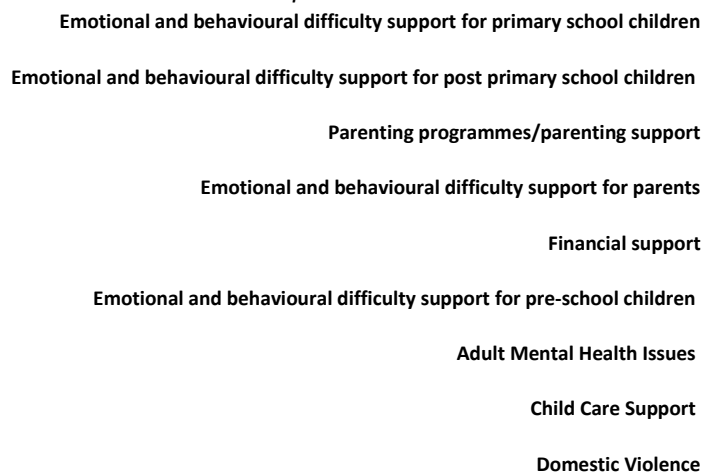 Emotional and behavioural difficulty support for primary school children
Emotional and behavioural difficulty support for post primary school children
Parenting programmes/parenting support
Emotional and behavioural difficulty support for parents
Financial support
Emotional and behavioural difficulty support for pre-school children
Adult Mental Health Issues
Child Care Support
Domestic Violence